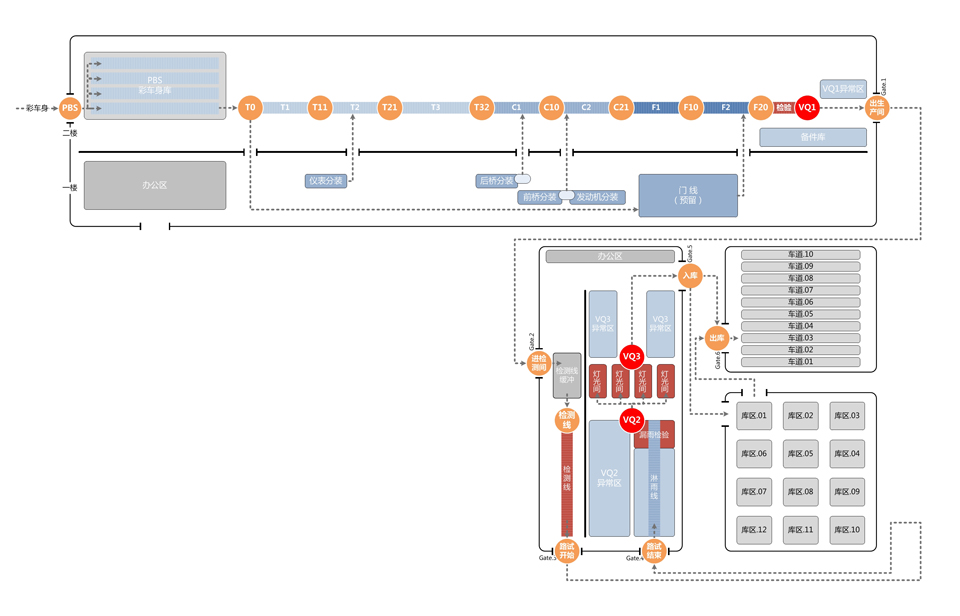 彩车身
PBS
二楼
一楼
PBS
彩车身库
T0
T1
T11
T2
T21
T3
T32
C1
C10
C2
C21
F1
F10
F2
F20
检验
VQ1
VQ1异常区
Gate.1
出生
产间
备件库
办公区
仪表分装
后桥分装
前桥分装
发动机分装
门 线
（预留）
办公区
Gate.5
入库
VQ3
异常区
VQ3
异常区
Gate.2
进检
测间
检测线
缓冲
VQ3
灯光间
灯光间
灯光间
灯光间
检测
线
VQ2
漏雨检验
检测线
VQ2
异常区
淋雨线
Gate.3
路试
开始
Gate.4
路试
结束
车道.10
车道.09
车道.08
车道.07
车道.06
车道.05
车道.04
车道.03
车道.02
车道.01
出库
Gate.6
库区.01
库区.02
库区.03
库区.06
库区.05
库区.04
库区.07
库区.08
库区.09
库区.12
库区.11
库区.10